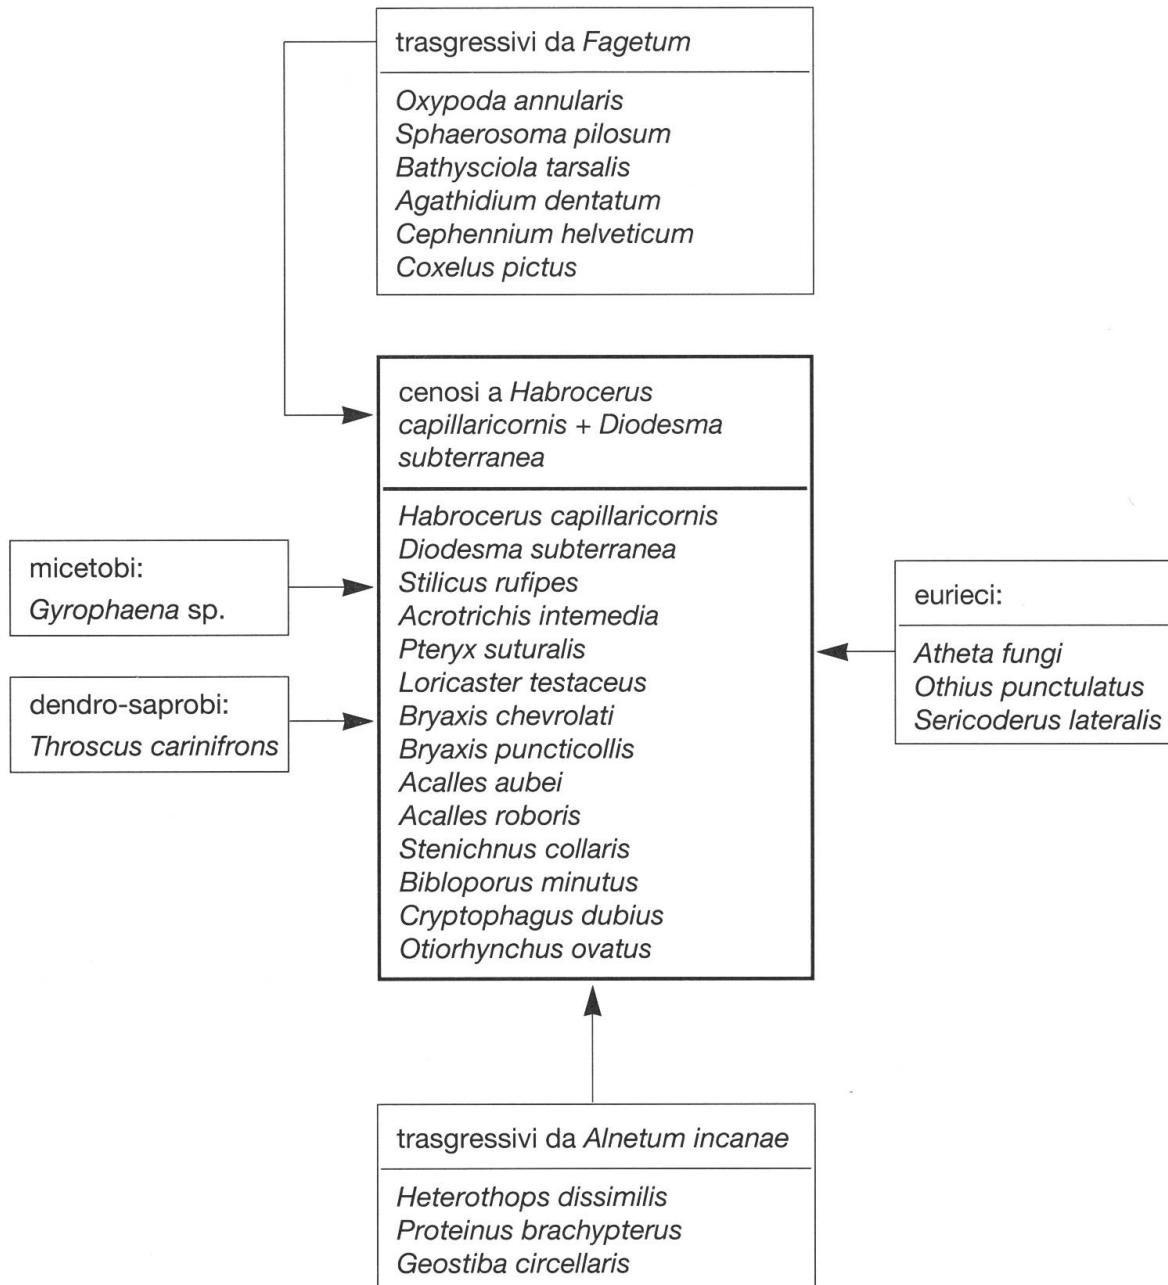 trasgressivi da Fagetum
Oxypoda annularis
Sphaerosoma pilosum
Bathysciola tarsalis
Agathidium dentatum
Cephennium helveticum
Coxelus pictus
cenosi a Habrocerus
capillaricornis + Diodesma
subterranea
Habrocerus capillaricornis
Diodesma subterranea
Stilicus rufipes
Acrotrichis intemedia
Pteryx suturalis
Loricaster testaceus
Bryaxis chevrolati
Bryaxis puncticollis
Acalles aubei
Acalles roboris
Stenichnus collaris
Bibloporus minutus
Cryptophagus dubius
Otiorhynchus ovatus
micetobi:
Gyrophaena sp.
dendro-saprobi:
Throscus carinifrons
eurieci:
Atheta fungi
Othius punctulatus
Sericoderus lateralis
trasgressivi da Alnetum incanae
Heterothops dissimilis
Proteinus brachypterus
Geostiba circellaris